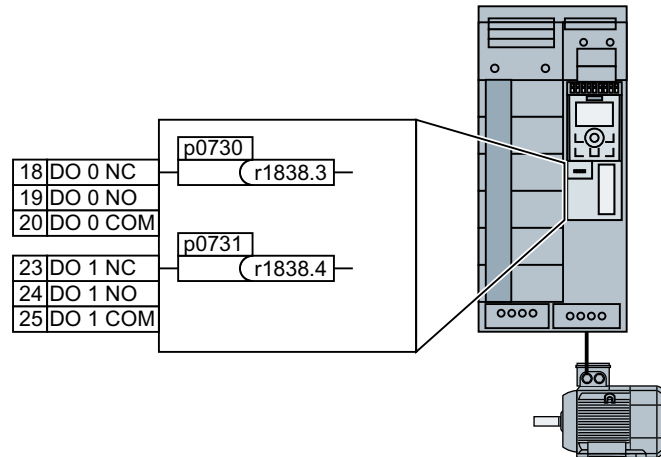 p0730
18 DO 0 NC
r1838.3
19 DO 0 NO
20 DO 0 COM
p0731
23 DO 1 NC
r1838.4
24 DO 1 NO
25 DO 1 COM